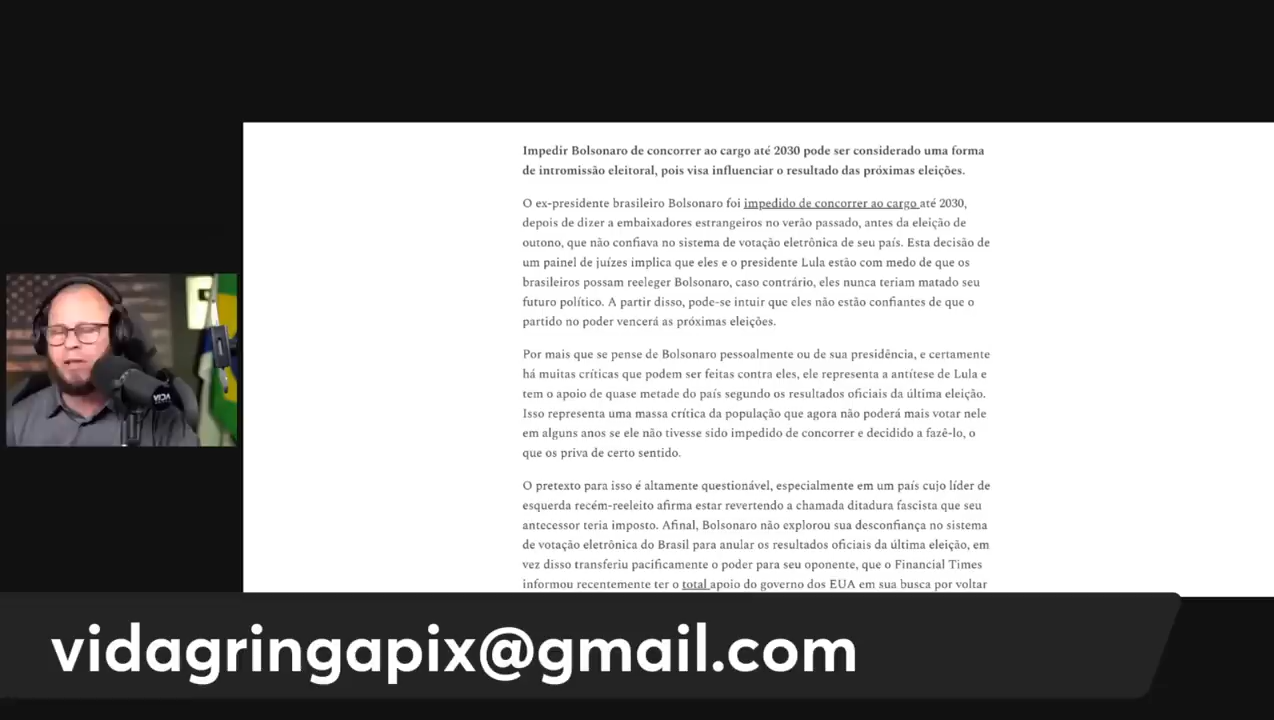 Impedir Bolsonaro de concorrer ao cargo até 2030 pode ser considerado uma forma
de intromissão eleitoral, pois visa influenciar o resultado das próximas eleições.
O ex-presidente brasileiro Bolsonaro foi impedido de concorrer ao cargo até 2030,
depois de dizer a embaixadores estrangeiros no verão passado, antes da eleição de
outono, que não confiava no sistema de votação eletrônica de seu país. Esta decisão de
um painel de juízes implica que eles e o presidente Lula estão com medo de que os
brasileiros possam reeleger Bolsonaro, caso contrário, eles nunca teriam matado seu
futuro político. A partir disso, pode-se intuir que eles não estão confiantes de que o
partido no poder vencerá as próximas eleições.
Por mais que se pense de Bolsonaro pessoalmente ou de sua presidência, e certamente
há muitas críticas que podem ser feitas contra eles, ele representa a antítese de Lula e
tem o apoio de quase metade do país segundo os resultados oficiais da última eleição.
Isso representa uma massa crítica da população que agora não poderá mais votar nele
em alguns anos se ele não tivesse sido impedido de concorrer e decidido a fazê-lo, o
que os priva de certo sentido.
O pretexto para isso é altamente questionável, especialmente em um país cujo líder de
esquerda recém-reeleito afirma estar revertendo a chamada ditadura fascista que seu
antecessor teria imposto. Afinal, Bolsonaro não explorou sua desconfiança no sistema
de votação eletrônica do Brasil para anular os resultados oficiais da última eleição, em
vez disso transferiu pacificamente o poder para seu oponente, que o Financial Times
informou recentemente ter o total apoio do governo dos EUA em sua busca por voltar
vidagringapix@gmail.com